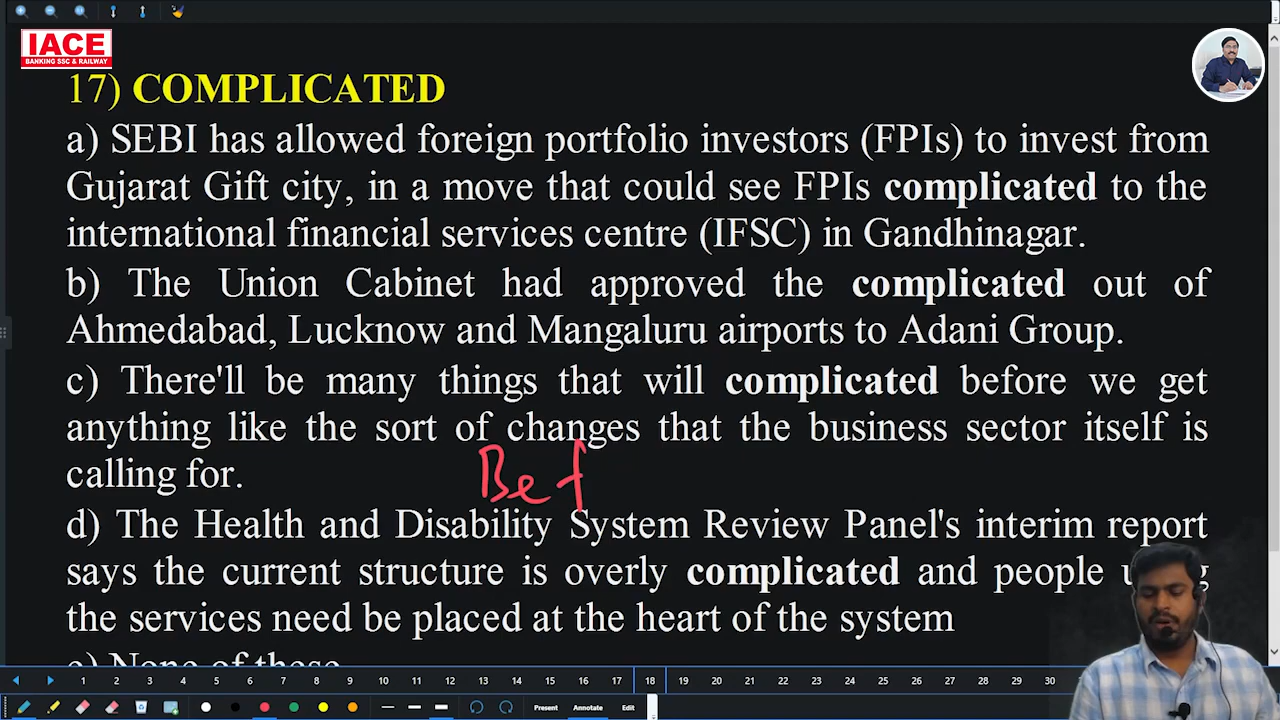 IACE
BANKING SSC & RAILWAY
17) COMPLICATED
a) SEBI has allowed foreign portfolio investors (FPIs) to invest from
Gujarat Gift city, in a move that could see FPIs complicated to the
international financial services centre (IFSC) in Gandhinagar.
b) The Union Cabinet had approved the complicated out of
Ahmedabad, Lucknow and Mangaluru airports to Adani Group.
c) There'll be many things that will complicated before we get
anything like the sort of changes that the business sector itself is
calling for.
Bef
d) The Health and Disability System Review Panel's interim report
says the current structure is overly complicated and people
the services need be placed at the heart of the system
e) None of these
1 2 3 4 5 6 7 8 9 10 11 12 13 14 15 16 17 18 19 20 21 22 23 24 25 26 27 28 29 30
Present Annotate Edit